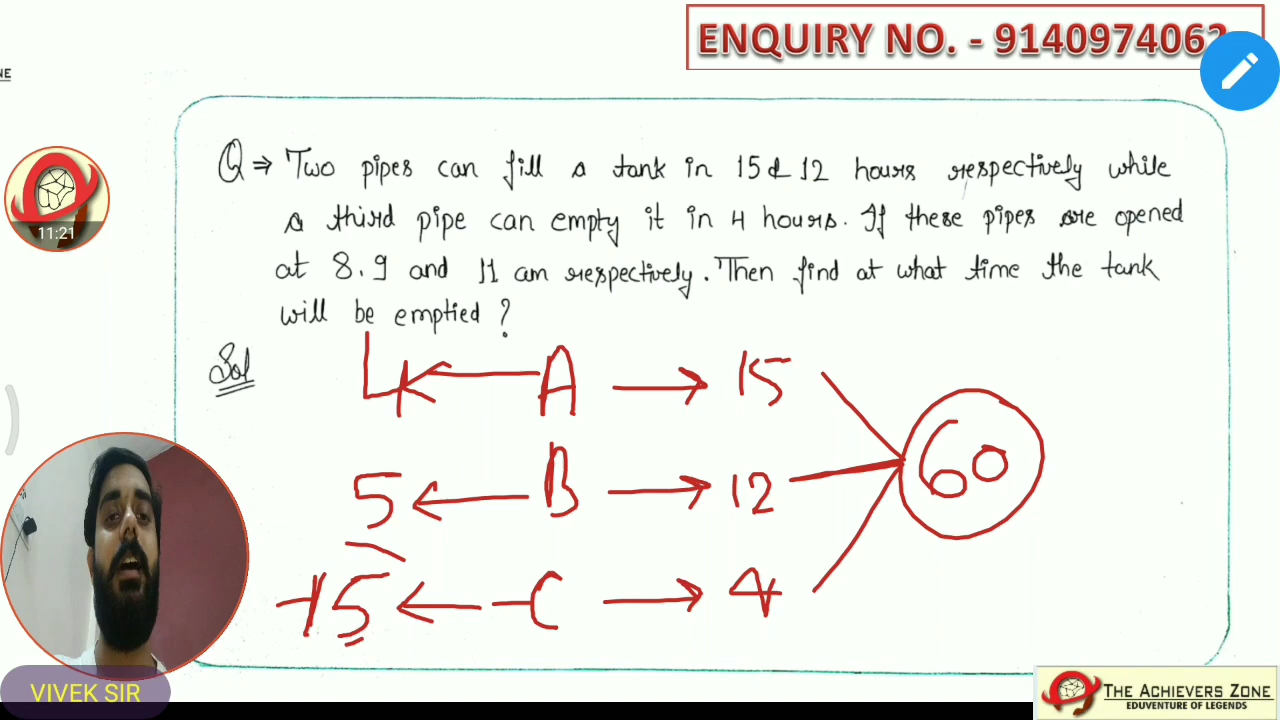 ENQUIRY NO. - 9140974063
NE
11:21
Q ⇒ Two pipes can fill a tank in 15 & 12 hours respectively while
a third pipe can empty it in 4 hours. If these pipes are opened
at 8.9 and 11 am respectively. Then find at what time the tank
will be emptied ?
Sol
4 ← A → 15
5 ← B → 12
60
-15 ← -C → 4
VIVEK SIR
THE ACHIEVERS ZONE
EDUVENTURE OF LEGENDS